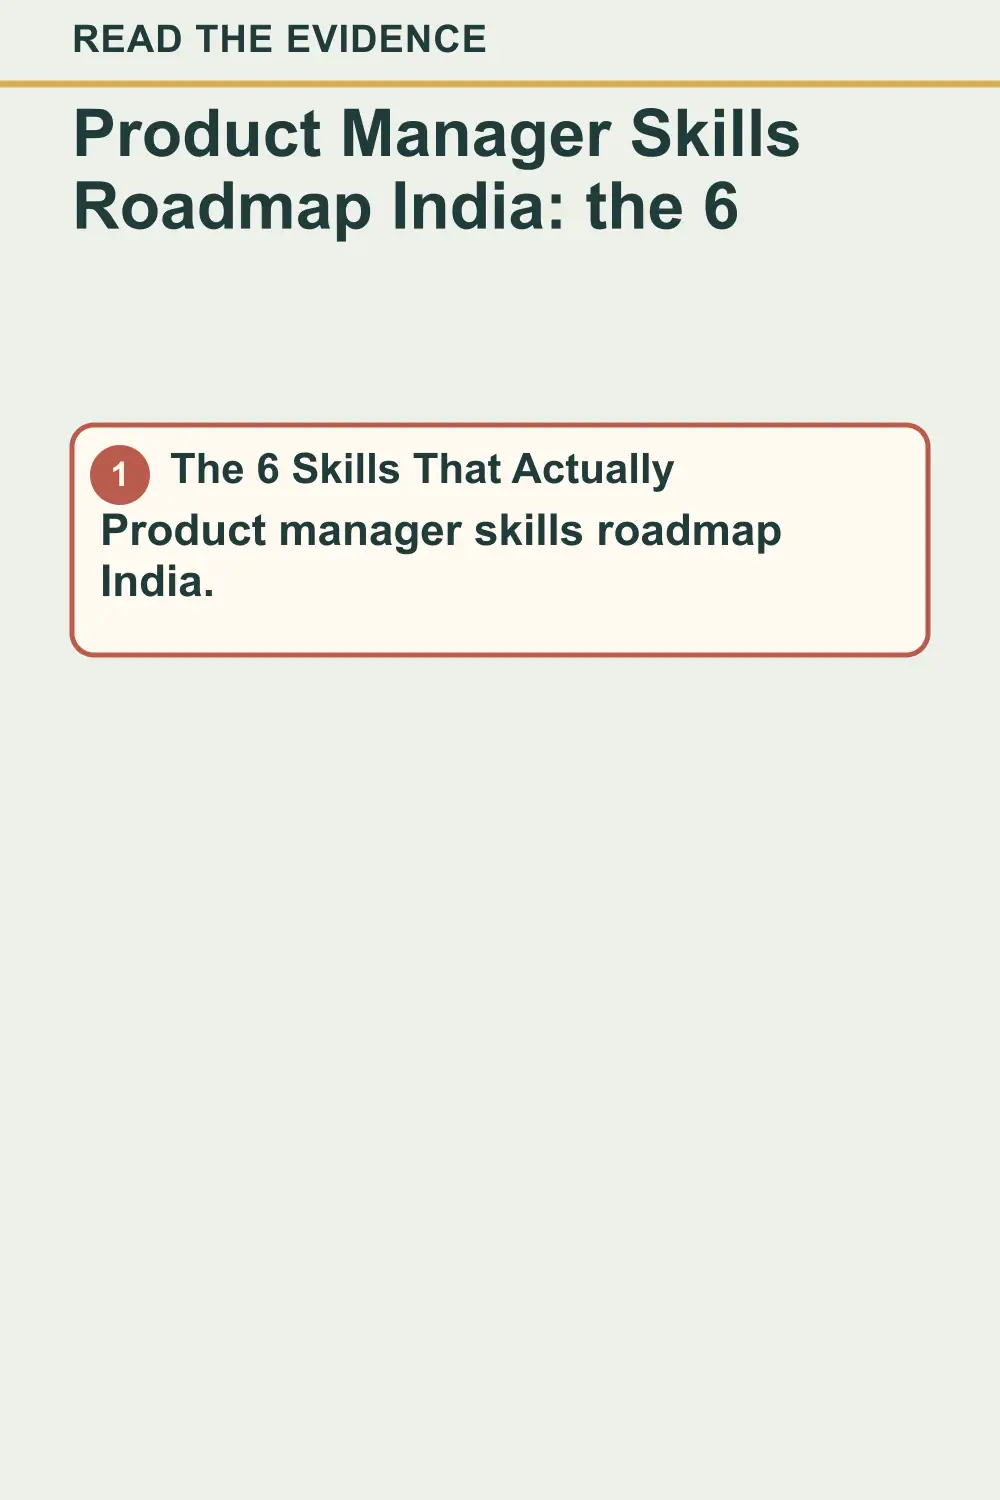 READ THE EVIDENCE
Product Manager Skills
Roadmap India: the 6
1 The 6 Skills That Actually
Product manager skills roadmap
India.